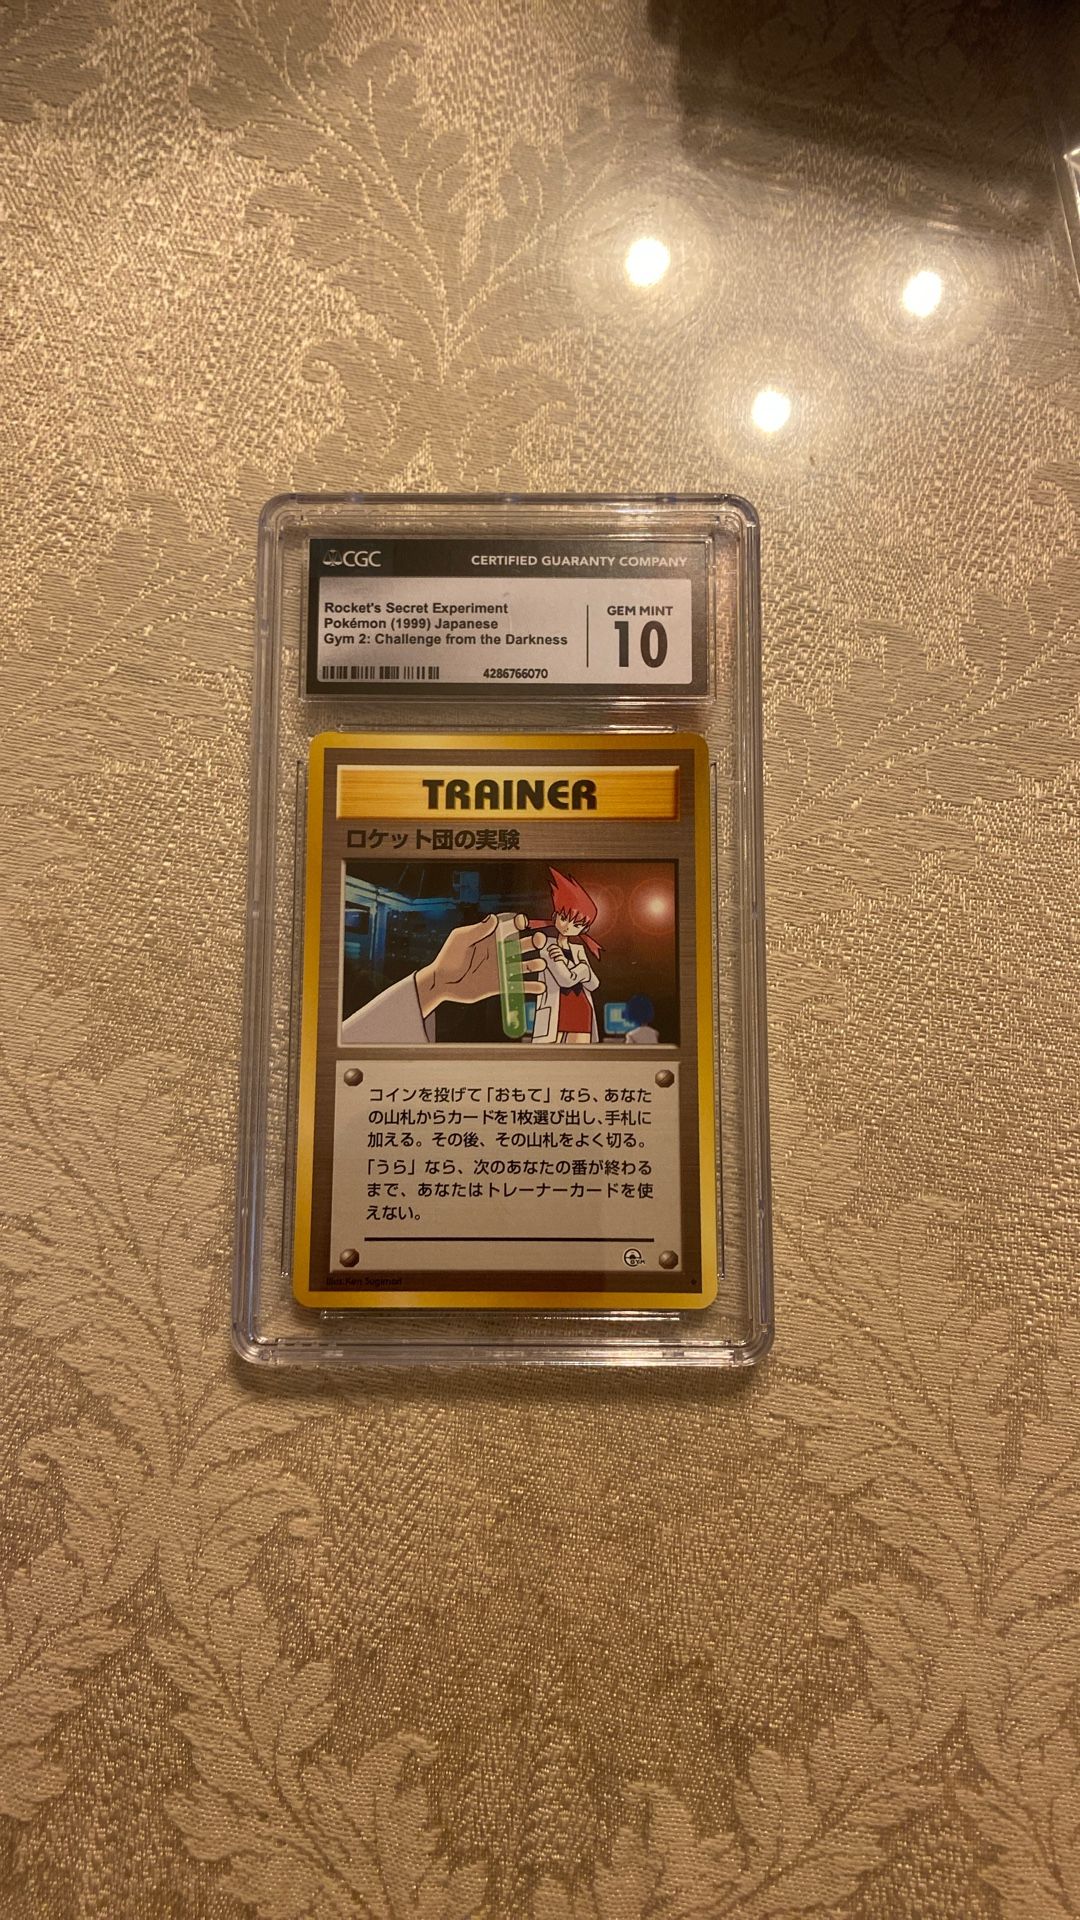 CGC CERTIFIED GUARANTY COMPANY
Rocket's Secret Experiment
Pokémon (1999) Japanese
Gym 2: Challenge from the Darkness
4286766070
GEM MINT
10
TRAINER
ロケット団の実験
コインを投げて「おもて」なら、あなた
の山札からカードを1枚選び出し、手札に
加える。その後、その山札をよく切る。
「うら」なら、次のあなたの番が終わる
まで、あなたはトレーナーカードを使
えない。
GYM
Illus.Ken Sugimori